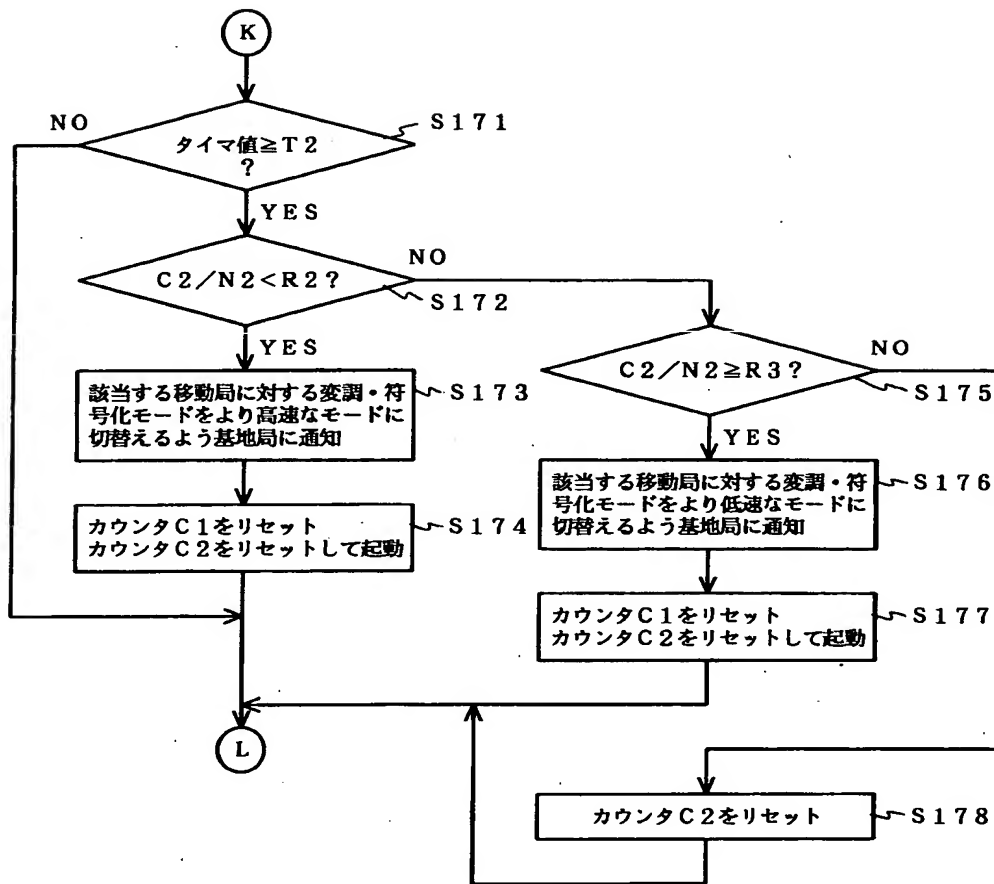 K
NO
タイマ値≧T2
?
S171
YES
C2/N2<R2?
NO
S172
YES
該当する移動局に対する変調・符
号化モードをより高速なモードに
切替えるよう基地局に通知
S173
カウンタC1をリセット
カウンタC2をリセットして起動
S174
C2/N2≧R3?
NO
S175
YES
該当する移動局に対する変調・符
号化モードをより低速なモードに
切替えるよう基地局に通知
S176
カウンタC1をリセット
カウンタC2をリセットして起動
S177
L
カウンタC2をリセット
S178